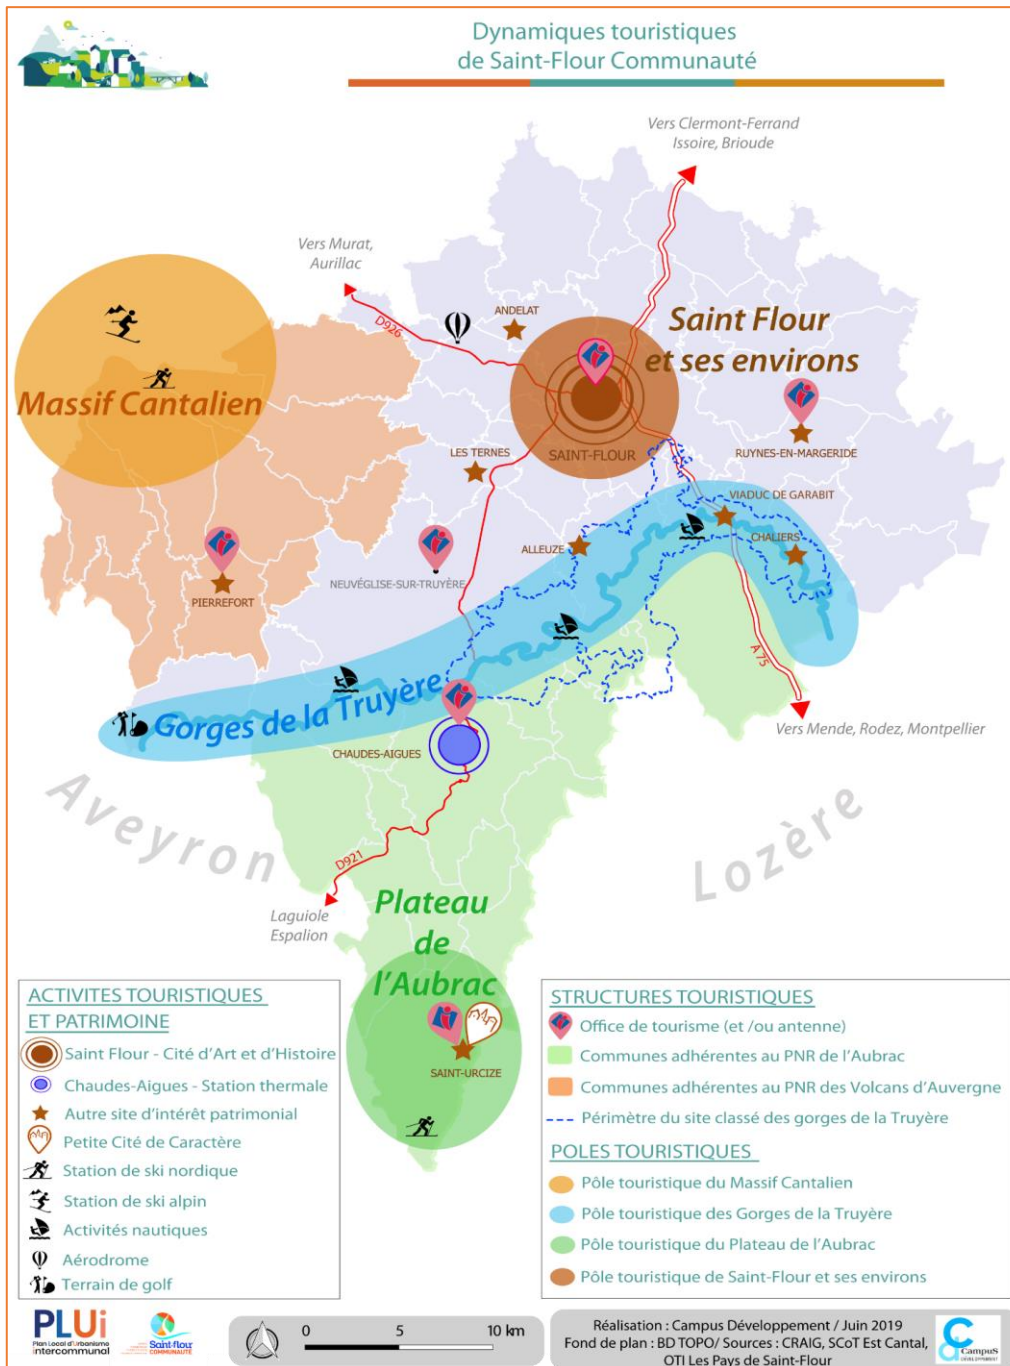 Dynamiques touristiques
de Saint-Flour Communauté
Vers Clermont-Ferrand
Issoire, Brioude
Vers Murat,
Aurillac
D926
ANDELAT
Saint Flour
et ses environs
Massif Cantalien
SAINT-FLOUR
LES TERNES
RUYNES-EN-MARGERIDE
VIADUC DE GARABIT
ALLEUZE
CHALIERS
NEUVÉGLISE-SUR-TRUYÈRE
PIERREFORT
A 75
Gorges de la Truyère
Vers Mende, Rodez, Montpellier
CHAUDES-AIGUES
Aveyron
Lozère
D921
Laguiole
Espalion
Plateau
de
l'Aubrac
SAINT-URCIZE
ACTIVITES TOURISTIQUES
ET PATRIMOINE
Saint Flour - Cité d'Art et d'Histoire
Chaudes-Aigues - Station thermale
Autre site d'intérêt patrimonial
Petite Cité de Caractère
Station de ski nordique
Station de ski alpin
Activités nautiques
Aérodrome
Terrain de golf
STRUCTURES TOURISTIQUES
Office de tourisme (et /ou antenne)
Communes adhérentes au PNR de l'Aubrac
Communes adhérentes au PNR des Volcans d'Auvergne
Périmètre du site classé des gorges de la Truyère
POLES TOURISTIQUES
Pôle touristique du Massif Cantalien
Pôle touristique des Gorges de la Truyère
Pôle touristique du Plateau de l'Aubrac
Pôle touristique de Saint-Flour et ses environs
PLUi
Plan Local d'Urbanisme
intercommunal
Saint-flour
COMMUNAUTÉ
0 5 10 km
Réalisation : Campus Développement / Juin 2019
Fond de plan : BD TOPO/ Sources : CRAIG, SCoT Est Cantal,
OTI Les Pays de Saint-Flour
CampuS
DÉVELOPPEMENT